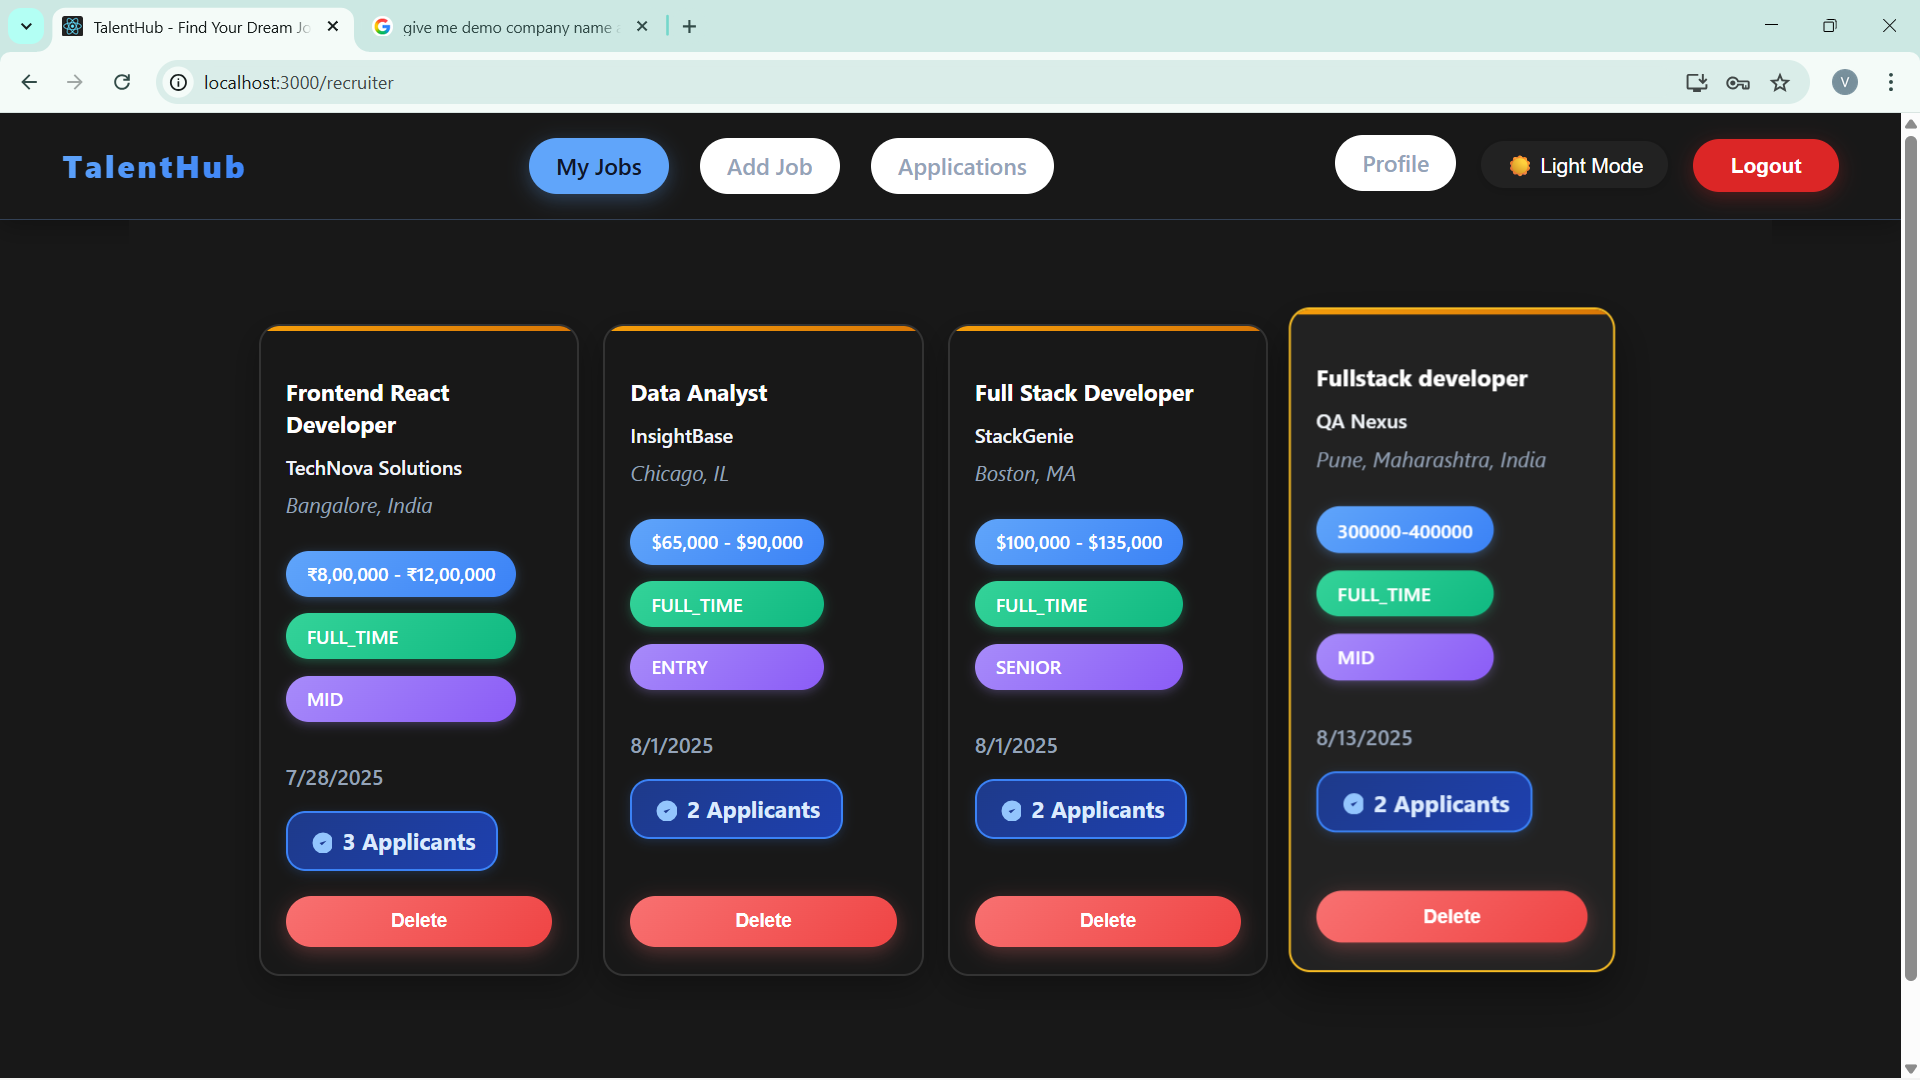 TalentHub - Find Your Dream Jo
give me demo company name
localhost:3000/recruiter
V
TalentHub
My Jobs
Add Job
Applications
Profile
Light Mode
Logout
Frontend React
Developer
TechNova Solutions
Bangalore, India
₹8,00,000 - ₹12,00,000
FULL_TIME
MID
7/28/2025
3 Applicants
Delete
Data Analyst
InsightBase
Chicago, IL
$65,000 - $90,000
FULL_TIME
ENTRY
8/1/2025
2 Applicants
Delete
Full Stack Developer
StackGenie
Boston, MA
$100,000 - $135,000
FULL_TIME
SENIOR
8/1/2025
2 Applicants
Delete
Fullstack developer
QA Nexus
Pune, Maharashtra, India
300000-400000
FULL_TIME
MID
8/13/2025
2 Applicants
Delete